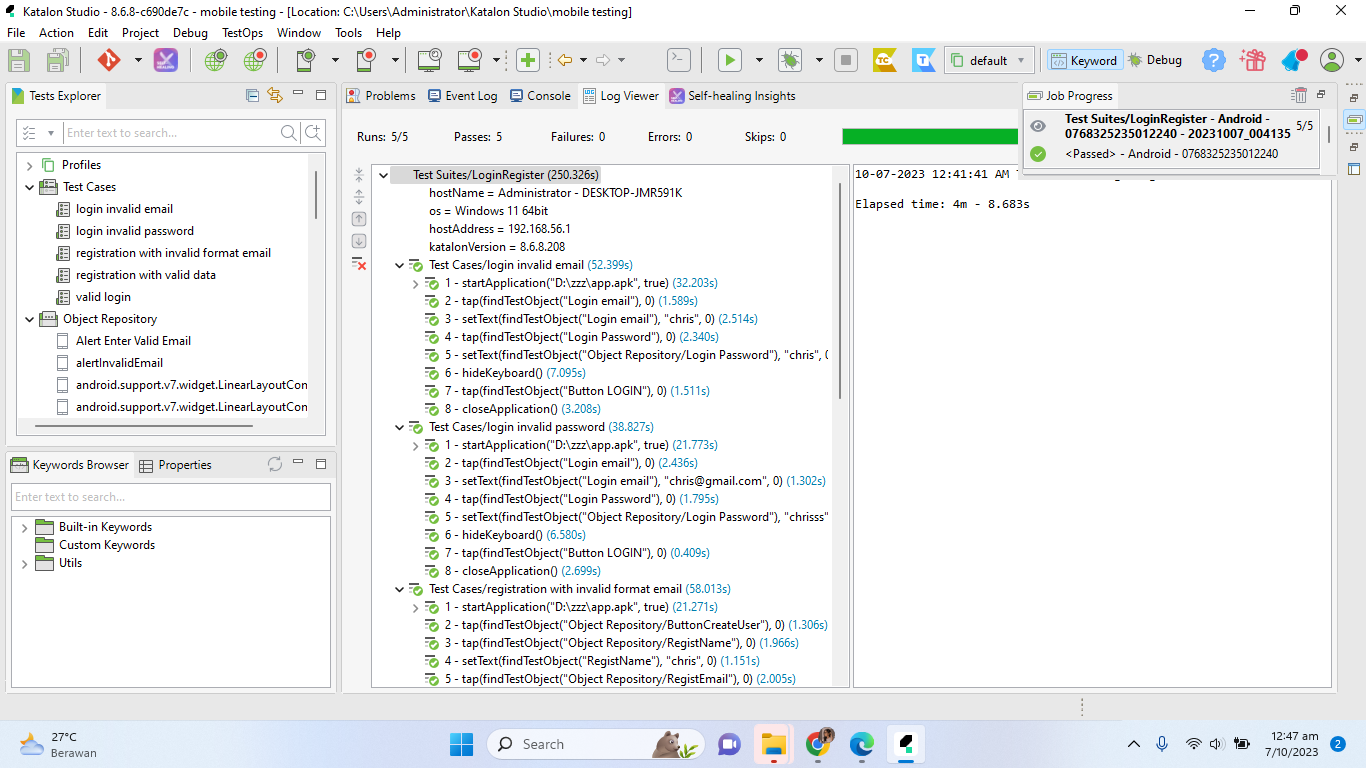 Katalon Studio - 8.6.8-c690de7c - mobile testing - [Location: C:\Users\Administrator\Katalon Studio\mobile testing]
File Action Edit Project Debug TestOps Window Tools Help
TC T default Keyword Debug
Tests Explorer
Enter text to search...
Profiles
Test Cases
login invalid email
login invalid password
registration with invalid format email
registration with valid data
valid login
Object Repository
Alert Enter Valid Email
alertInvalidEmail
android.support.v7.widget.LinearLayoutCon
android.support.v7.widget.LinearLayoutCon
Keywords Browser Properties
Enter text to search...
Built-in Keywords
Custom Keywords
Utils
Problems Event Log Console Log Viewer Self-healing Insights
Runs: 5/5 Passes: 5 Failures: 0 Errors: 0 Skips: 0
Test Suites/LoginRegister (250.326s)
hostName = Administrator - DESKTOP-JMR591K
os = Windows 11 64bit
hostAddress = 192.168.56.1
katalonVersion = 8.6.8.208
Test Cases/login invalid email (52.399s)
1 - startApplication("D:\zzz\app.apk", true) (32.203s)
2 - tap(findTestObject("Login email"), 0) (1.589s)
3 - setText(findTestObject("Login email"), "chris", 0) (2.514s)
4 - tap(findTestObject("Login Password"), 0) (2.340s)
5 - setText(findTestObject("Object Repository/Login Password"), "chris", 0
6 - hideKeyboard() (7.095s)
7 - tap(findTestObject("Button LOGIN"), 0) (1.511s)
8 - closeApplication() (3.208s)
Test Cases/login invalid password (38.827s)
1 - startApplication("D:\zzz\app.apk", true) (21.773s)
2 - tap(findTestObject("Login email"), 0) (2.436s)
3 - setText(findTestObject("Login email"), "chris@gmail.com", 0) (1.302s)
4 - tap(findTestObject("Login Password"), 0) (1.795s)
5 - setText(findTestObject("Object Repository/Login Password"), "chrisss"
6 - hideKeyboard() (6.580s)
7 - tap(findTestObject("Button LOGIN"), 0) (0.409s)
8 - closeApplication() (2.699s)
Test Cases/registration with invalid format email (58.013s)
1 - startApplication("D:\zzz\app.apk", true) (21.271s)
2 - tap(findTestObject("Object Repository/ButtonCreateUser"), 0) (1.306s)
3 - tap(findTestObject("Object Repository/RegistName"), 0) (1.966s)
4 - setText(findTestObject("RegistName"), "chris", 0) (1.151s)
5 - tap(findTestObject("Object Repository/RegistEmail"), 0) (2.005s)
10-07-2023 12:41:41 AM
Elapsed time: 4m - 8.683s
Job Progress
Test Suites/LoginRegister - Android -
0768325235012240 - 20231007_004135 5/5
<Passed> - Android - 0768325235012240
27°C
Berawan
Search
12:47 am
7/10/2023
2